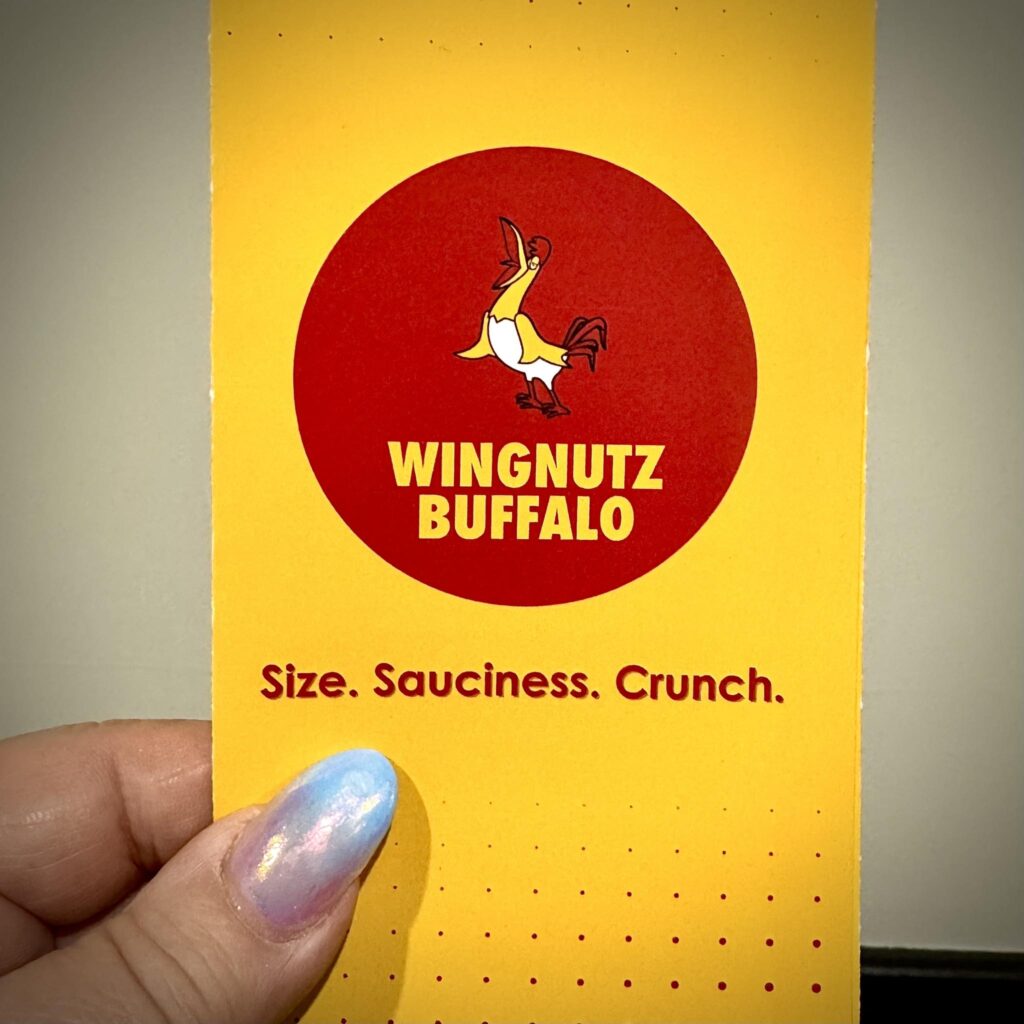 WINGNUTZ
BUFFALO
Size. Sauciness. Crunch.